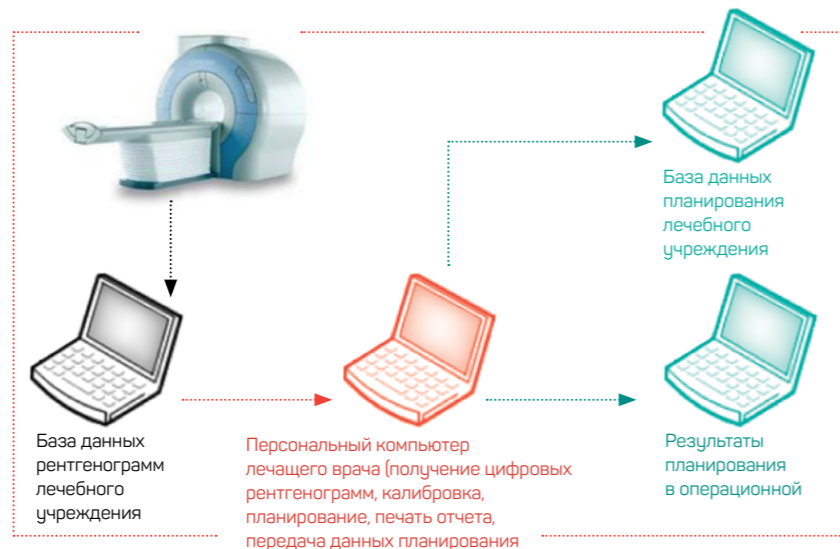 База данных
планирования
лечебного
учреждения
База данных
рентгенограмм
лечебного
учреждения
Персональный компьютер
лечащего врача (получение цифровых
рентгенограмм, калибровка,
планирование, печать отчета,
передача данных планирования
Результаты
планирования
в операционной